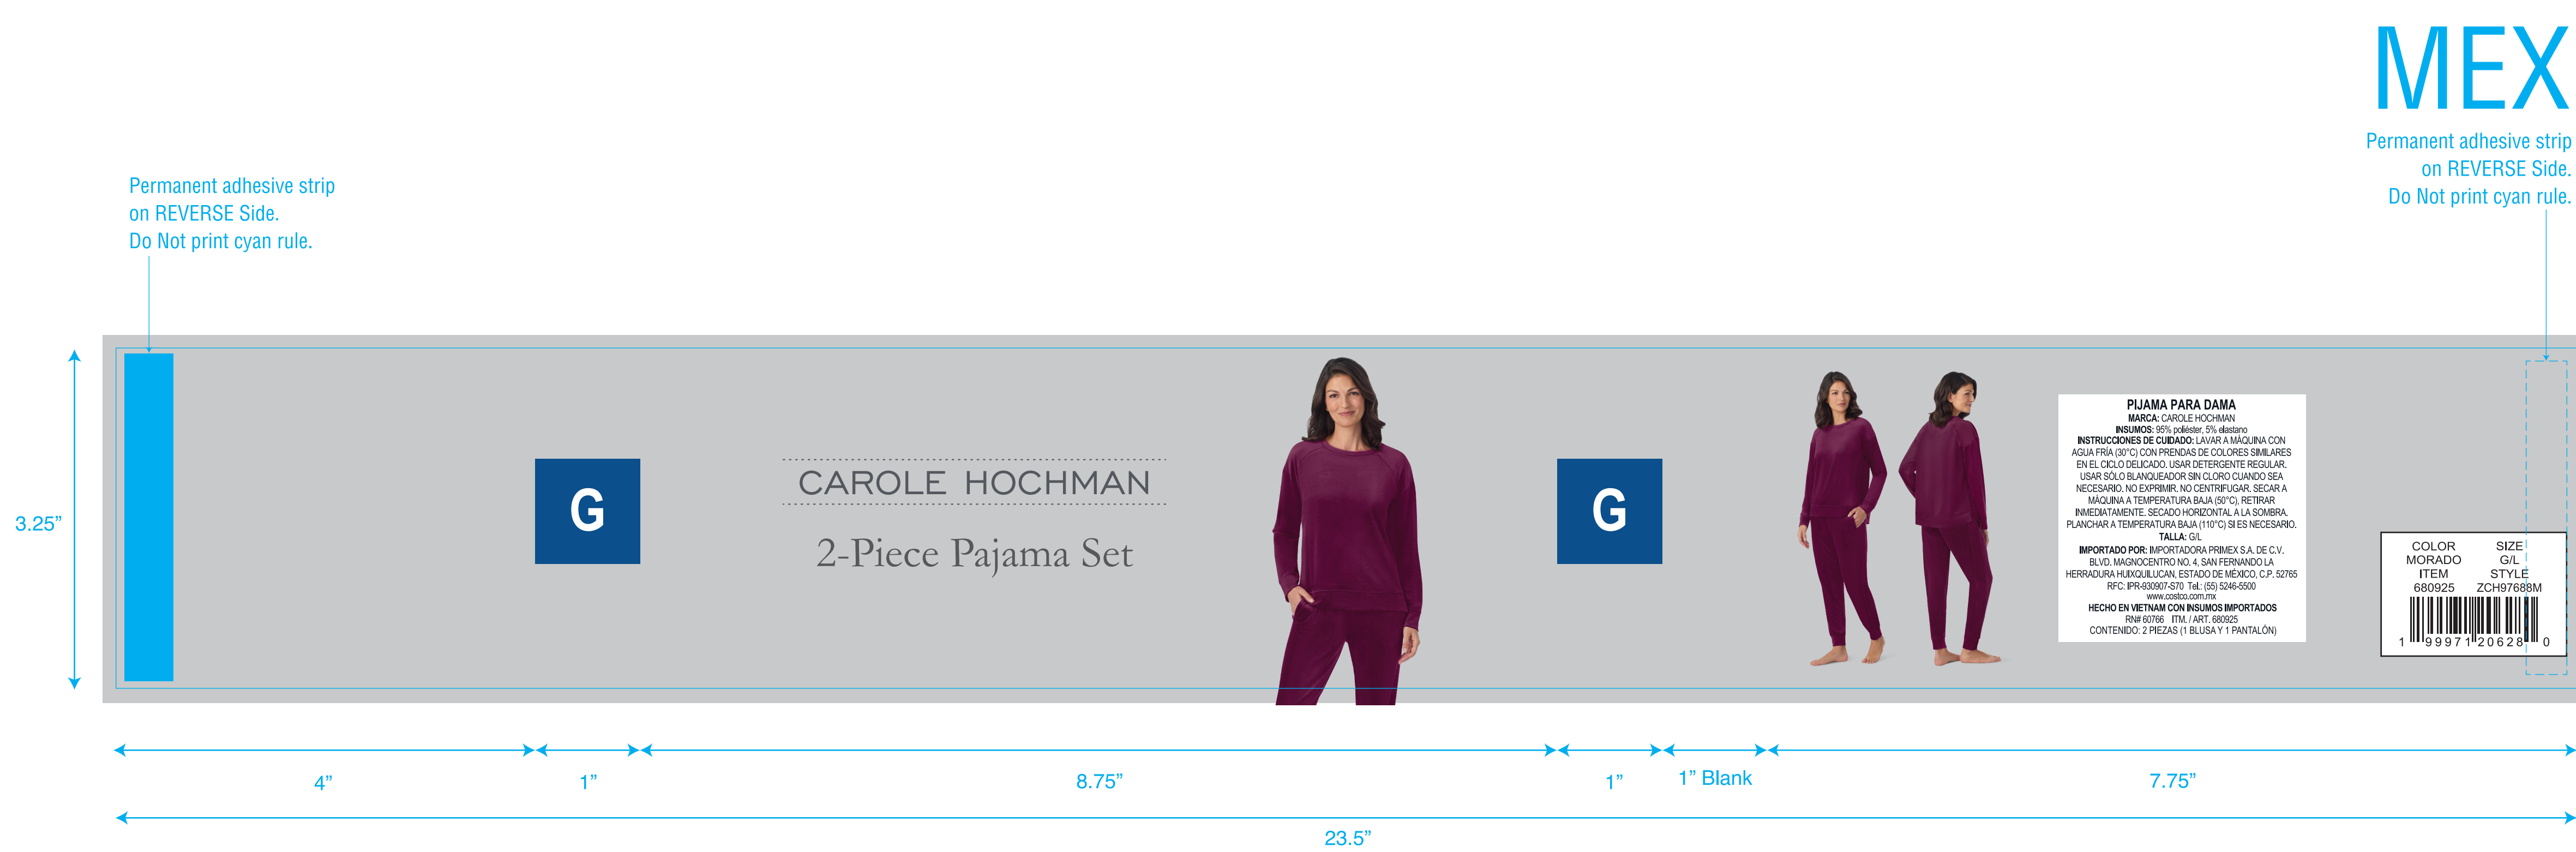 MEX
Permanent adhesive strip
on REVERSE Side.
Do Not print cyan rule.
Permanent adhesive strip
on REVERSE Side.
Do Not print cyan rule.
3.25”
G
CAROLE HOCHMAN
2-Piece Pajama Set
G
PIJAMA PARA DAMA
MARCA: CAROLE HOCHMAN
INSUMOS: 95% poliéster, 5% elastano
INSTRUCCIONES DE CUIDADO: LAVAR A MÁQUINA CON
AGUA FRÍA (30°C) CON PRENDAS DE COLORES SIMILARES
EN EL CICLO DELICADO. USAR DETERGENTE REGULAR.
USAR SÓLO BLANQUEADOR SIN CLORO CUANDO SEA
NECESARIO. NO EXPRIMIR. NO CENTRIFUGAR. SECAR A
MÁQUINA A TEMPERATURA BAJA (50°C), RETIRAR
INMEDIATAMENTE. SECADO HORIZONTAL A LA SOMBRA.
PLANCHAR A TEMPERATURA BAJA (110°C) SI ES NECESARIO.
TALLA: G/L
IMPORTADO POR: IMPORTADORA PRIMEX S.A. DE C.V.
BLVD. MAGNOCENTRO NO. 4, SAN FERNANDO LA
HERRADURA HUIXQUILUCAN, ESTADO DE MÉXICO, C.P. 52765
RFC: IPR-930907-S70 Tel.: (55) 5246-5500
www.costco.com.mx
HECHO EN VIETNAM CON INSUMOS IMPORTADOS
RN# 60766 ITM. / ART. 680925
CONTENIDO: 2 PIEZAS (1 BLUSA Y 1 PANTALÓN)
COLOR SIZE
MORADO G/L
ITEM STYLE
680925 ZCH97688M
1 99971 20628 0
4” 1” 8.75” 1” 1” Blank 7.75”
23.5”